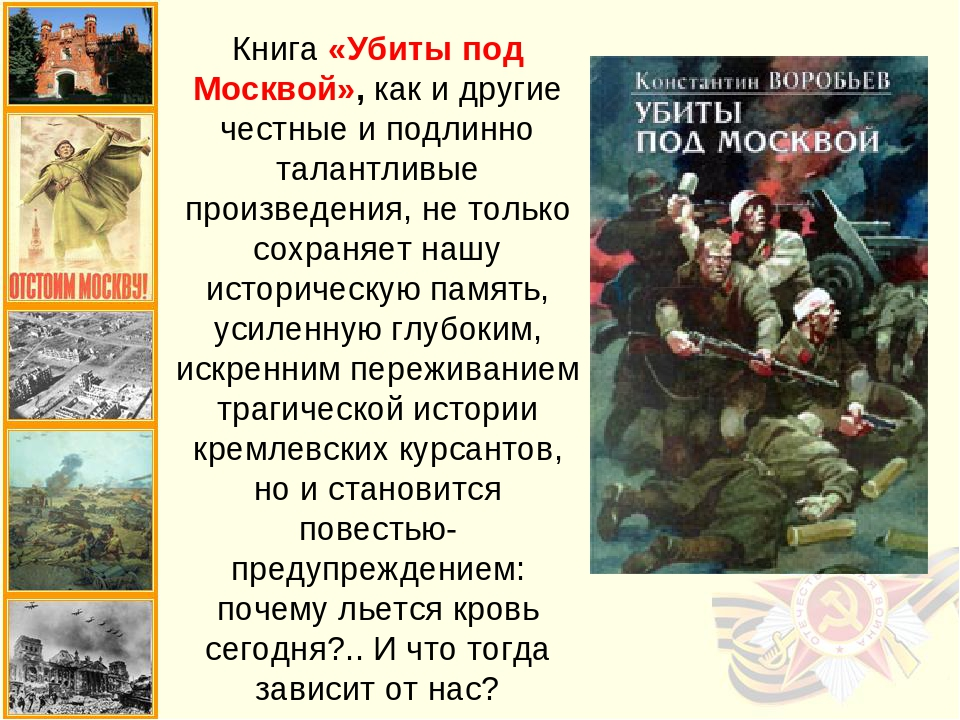 Книга «Убиты под
Москвой», как и другие
честные и подлинно
талантливые
произведения, не только
сохраняет нашу
историческую память,
усиленную глубоким,
искренним переживанием
трагической истории
кремлевских курсантов,
но и становится
повестью-
предупреждением:
почему льется кровь
сегодня?.. И что тогда
зависит от нас?
Константин ВОРОБЬЕВ
УБИТЫ
ПОД МОСКВОЙ
ОТСТОИМ МОСКВУ!
ОТЕЧЕСТВЕННАЯ ВОЙНА